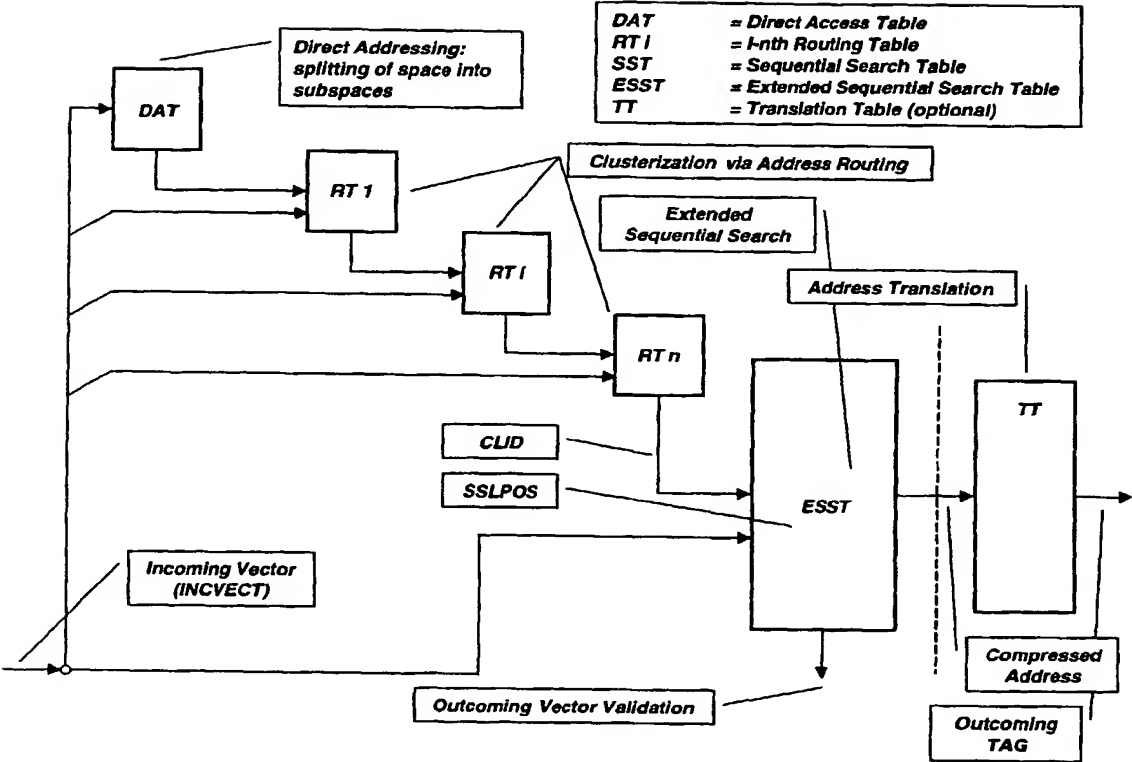 DAT = Direct Access Table
RT i = I-nth Routing Table
SST = Sequential Search Table
ESST = Extended Sequential Search Table
TT = Translation Table (optional)
Direct Addressing:
splitting of space into
subspaces
DAT
Clusterization via Address Routing
RT 1
Extended
Sequential Search
RT i
Address Translation
RT n
TT
CLID
SSLPOS
ESST
Incoming Vector
(INCVECT)
Compressed
Address
Outcoming Vector Validation
Outcoming
TAG